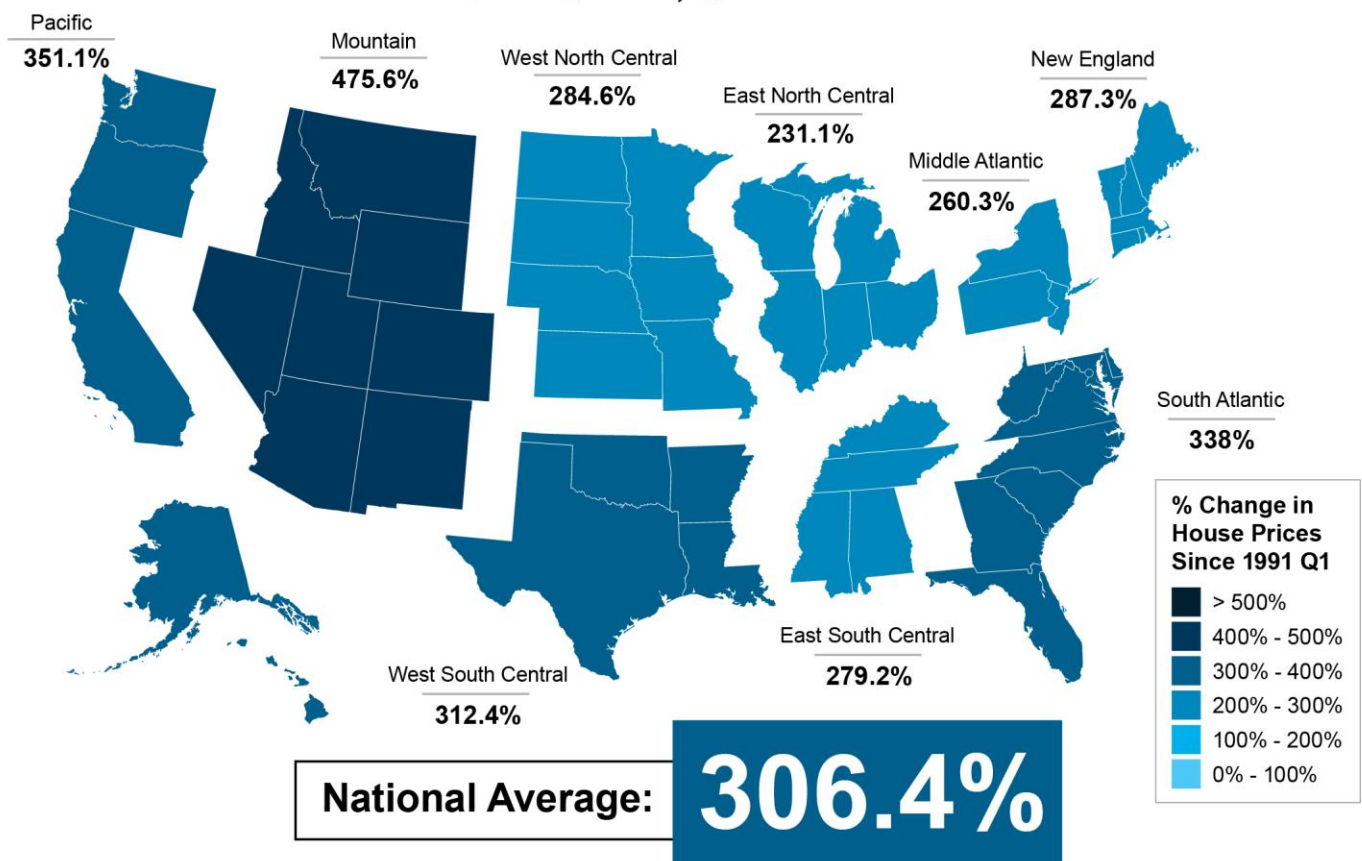 Pacific
351.1%
Mountain
475.6%
West North Central
284.6%
East North Central
231.1%
New England
287.3%
Middle Atlantic
260.3%
South Atlantic
338%
East South Central
279.2%
West South Central
312.4%
% Change in
House Prices
Since 1991 Q1
> 500%
400% - 500%
300% - 400%
200% - 300%
100% - 200%
0% - 100%
National Average:
306.4%